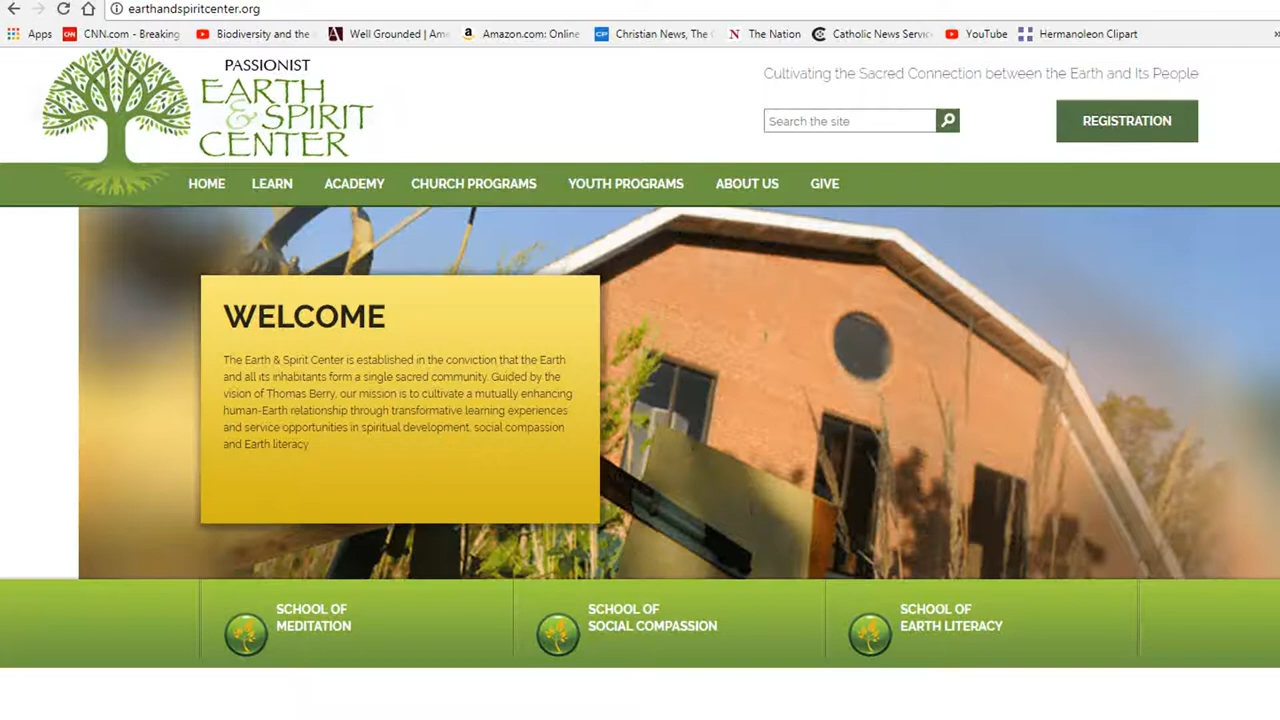 earthandspiritcenter.org
Apps CNN.com - Breaking Biodiversity and the Well Grounded | Am Amazon.com: Online Christian News, The The Nation Catholic News Servic YouTube Hermanoleon Clipart
PASSIONIST
EARTH
& SPIRIT
CENTER
Cultivating the Sacred Connection between the Earth and Its People
Search the site
REGISTRATION
HOME LEARN ACADEMY CHURCH PROGRAMS YOUTH PROGRAMS ABOUT US GIVE
WELCOME
The Earth & Spirit Center is established in the conviction that the Earth
and all its inhabitants form a single sacred community. Guided by the
vision of Thomas Berry, our mission is to cultivate a mutually enhancing
human-Earth relationship through transformative learning experiences
and service opportunities in spiritual development, social compassion
and Earth literacy
SCHOOL OF
MEDITATION
SCHOOL OF
SOCIAL COMPASSION
SCHOOL OF
EARTH LITERACY